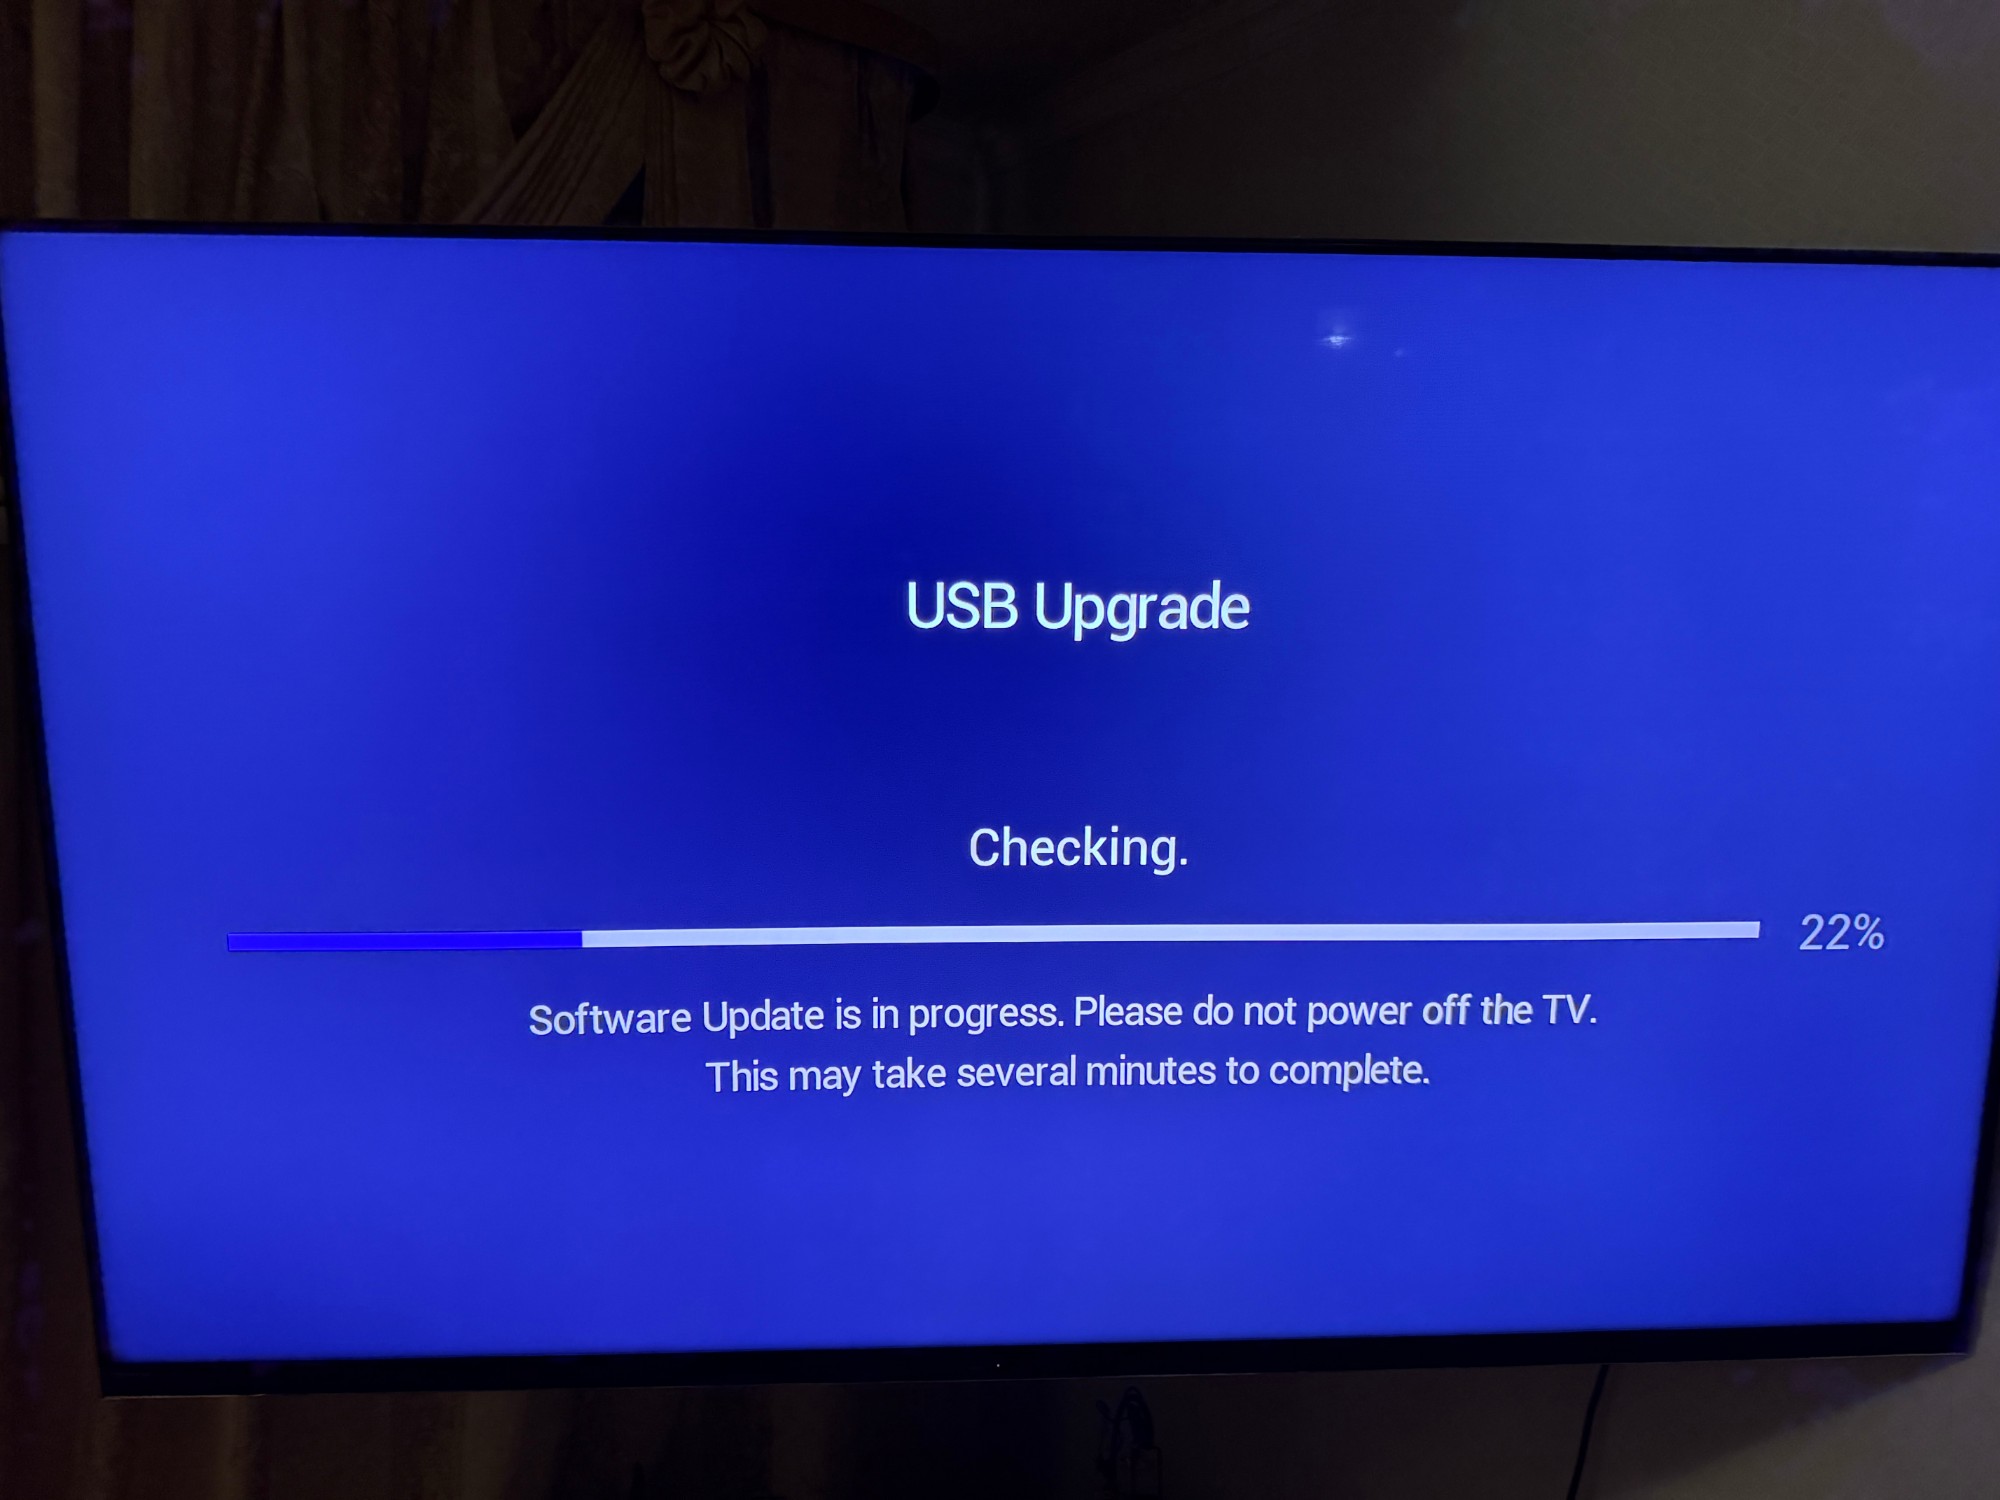 USB Upgrade
Checking.
22%
Software Update is in progress. Please do not power off the TV.
This may take several minutes to complete.